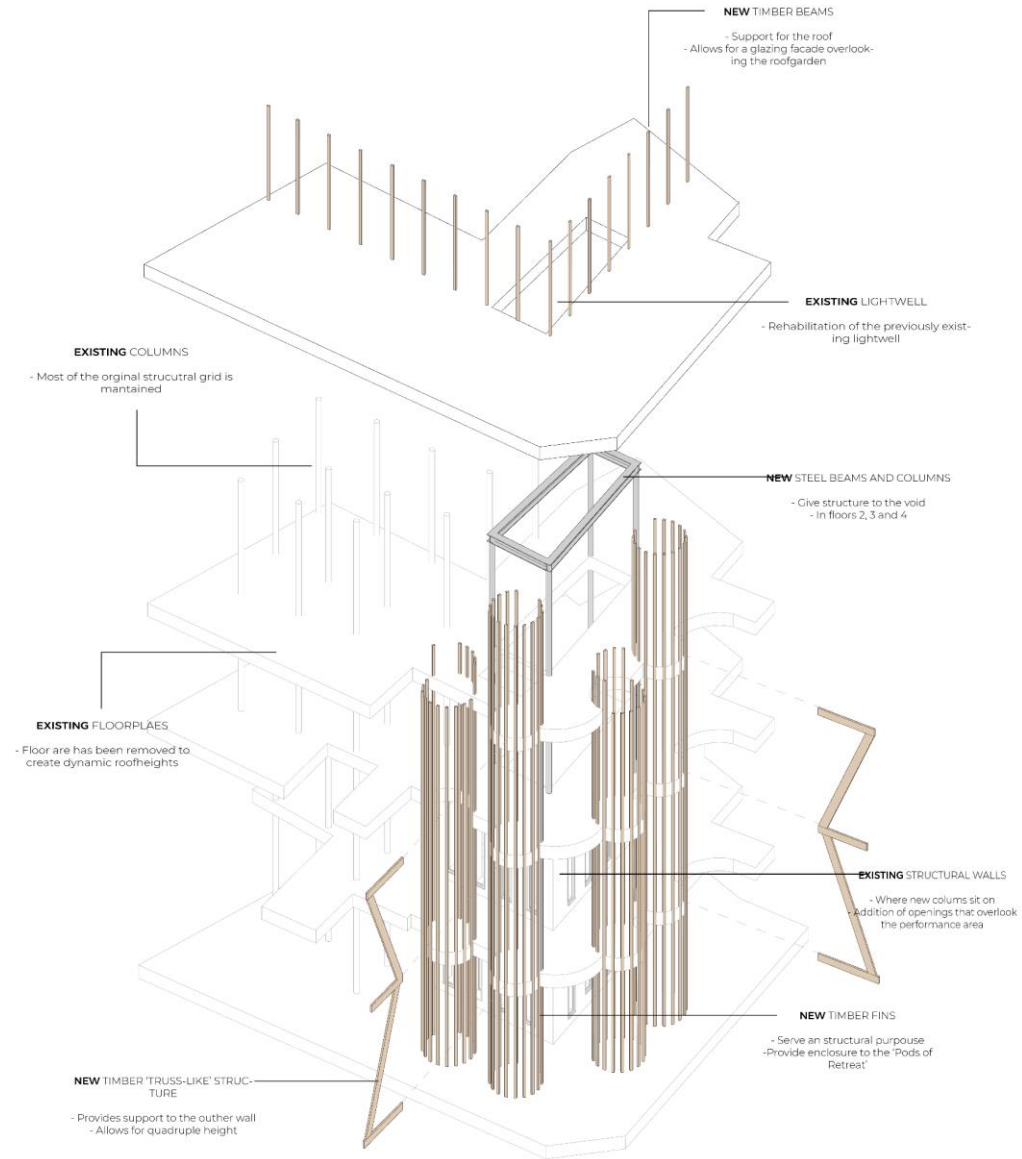 NEW TIMBER BEAMS
- Support for the roof
- Allows for a glazing facade overlook-
ing the roofgarden
EXISTING LIGHTWELL
- Rehabilitation of the previously exist-
ing lightwell
EXISTING COLUMNS
- Most of the orginal strucutral grid is
mantained
NEW STEEL BEAMS AND COLUMNS
- Give structure to the void
- In floors 2, 3 and 4
EXISTING FLOORPLAES
- Floor are has been removed to
create dynamic roofheights
EXISTING STRUCTURAL WALLS
- Where new colums sit on
- Addition of openings that overlook
the performance area
NEW TIMBER FINS
- Serve an structural purpouse
-Provide enclosure to the 'Pods of
Retreat'
NEW TIMBER 'TRUSS-LIKE' STRUC-
TURE
- Provides support to the outher wall
- Allows for quadruple height